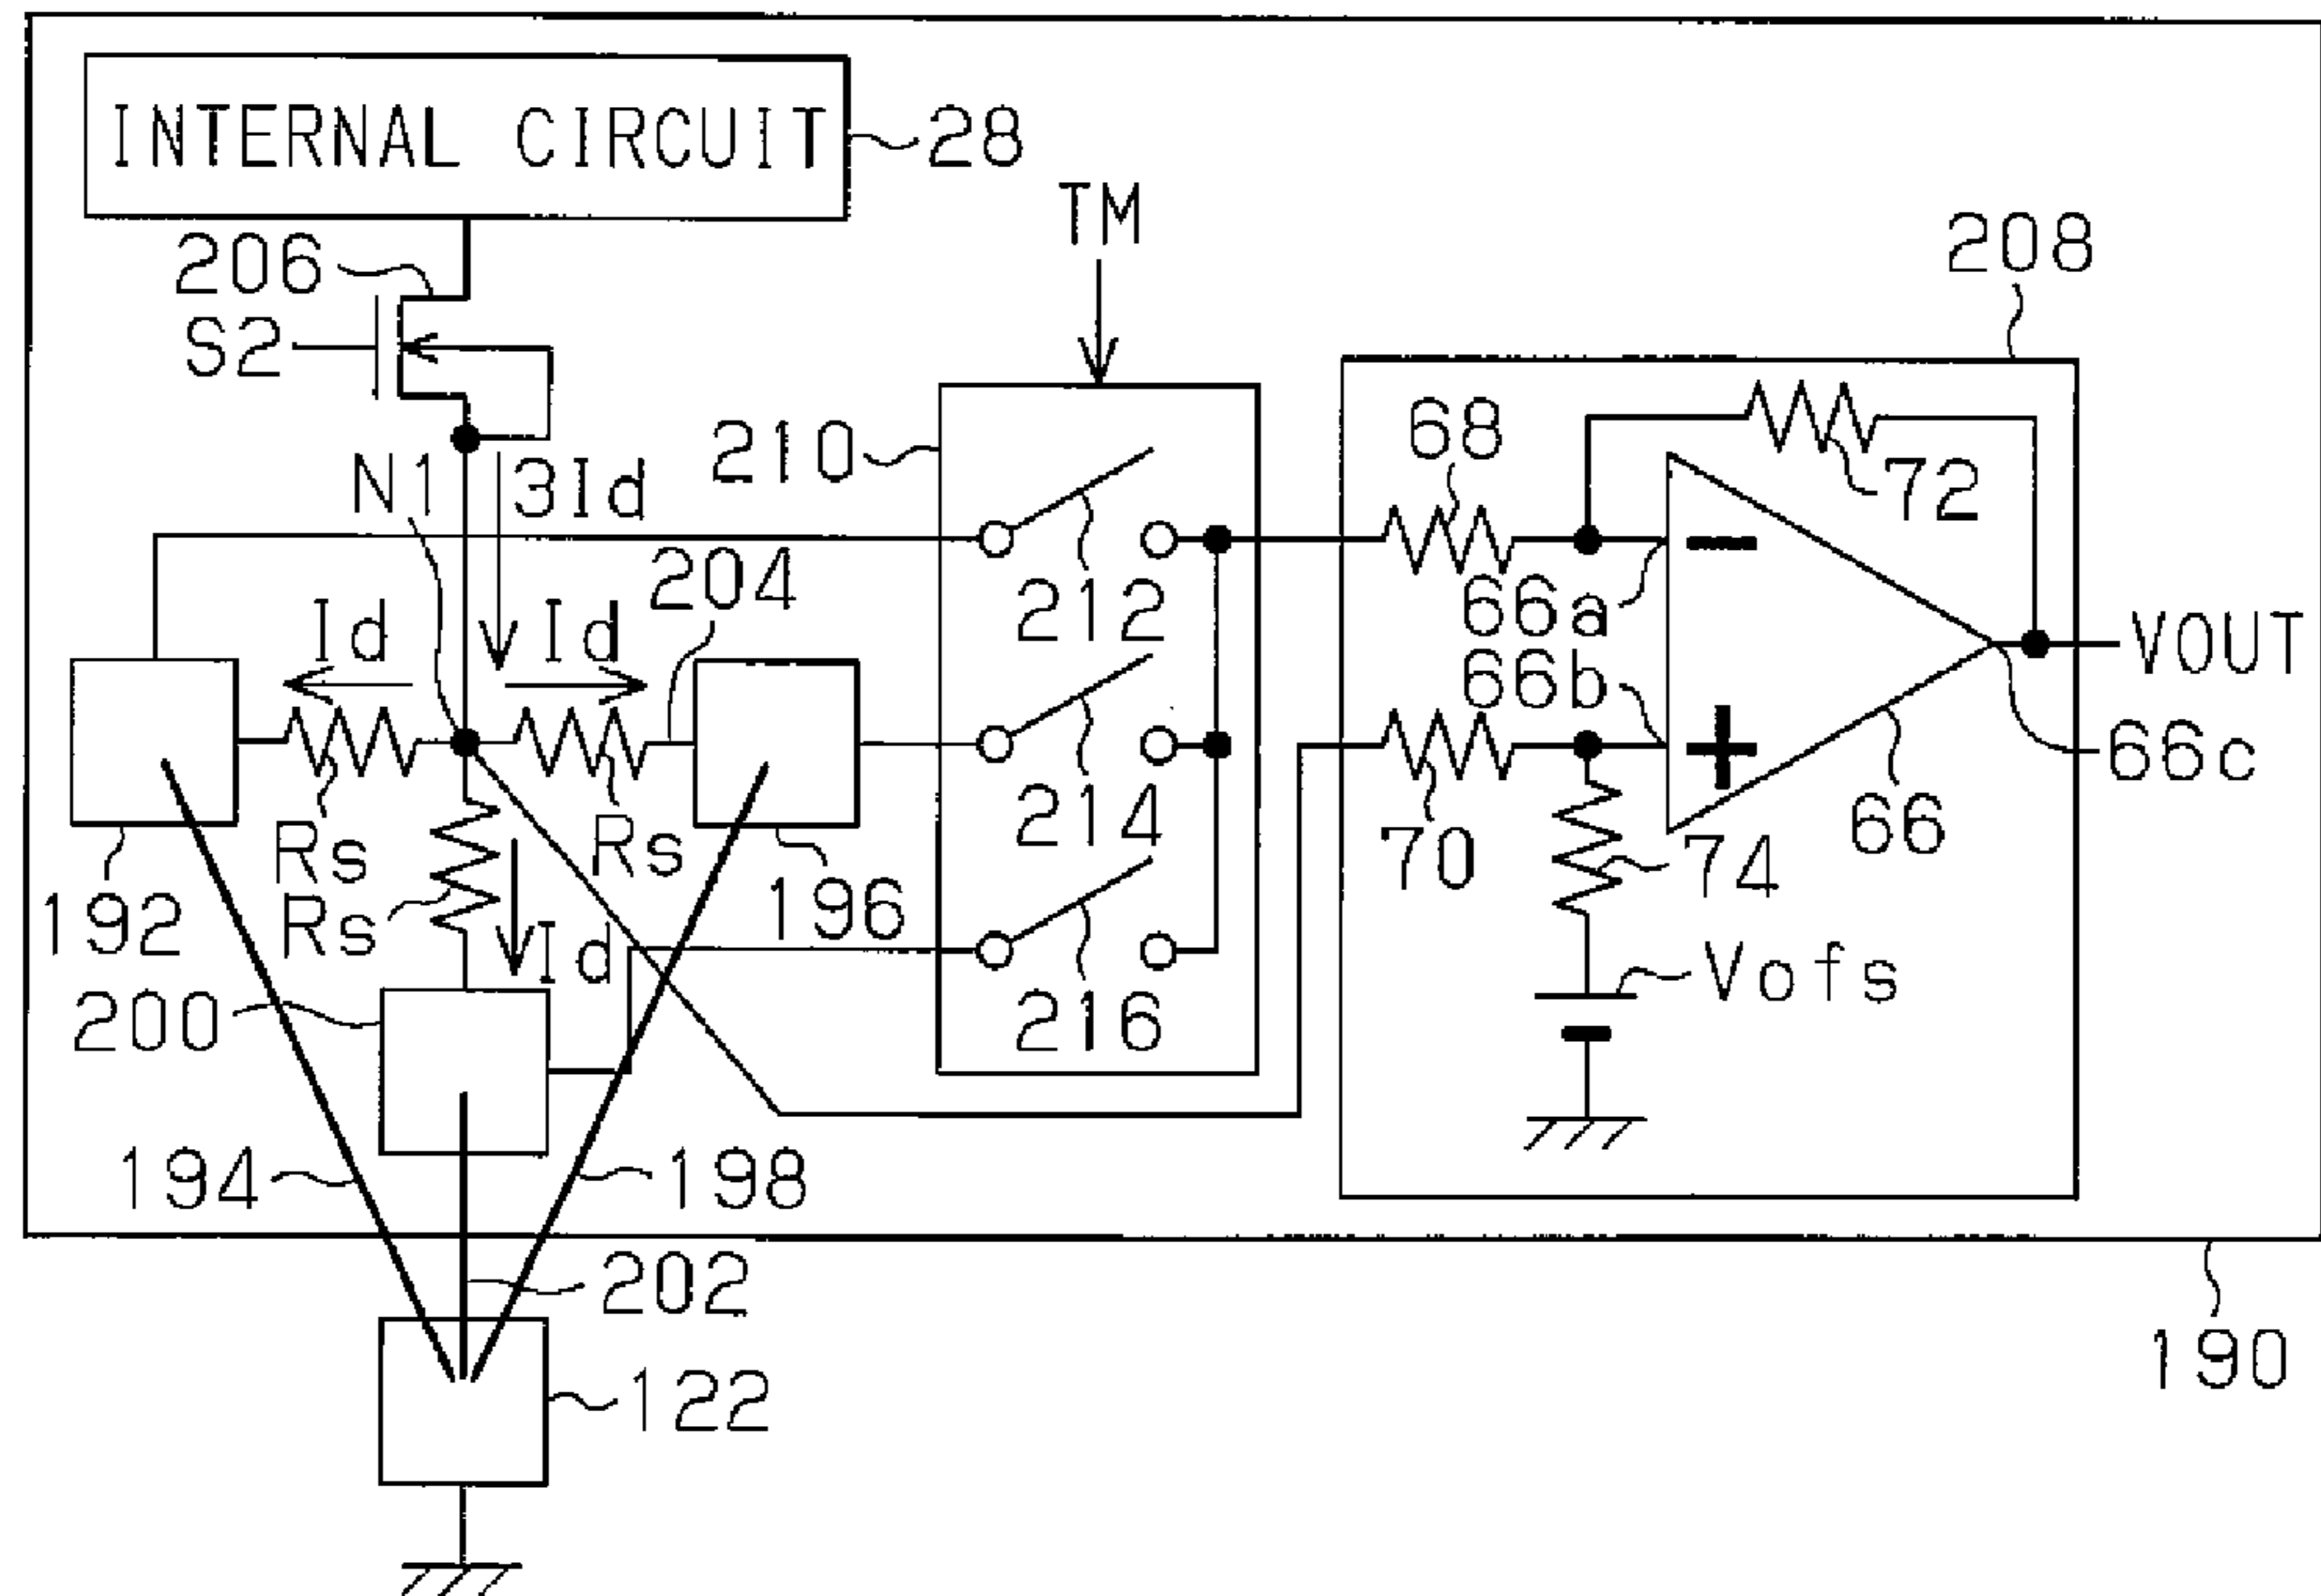 INTERNAL CIRCUIT
28
206
S2
TM
208
210
N1
3Id
68
72
204
212
66a
Id
Id
66b
VOUT
66c
214
70
74
66
Rs
Rs
Rs
192
196
Id
Vofs
200
216
194
198
202
190
122